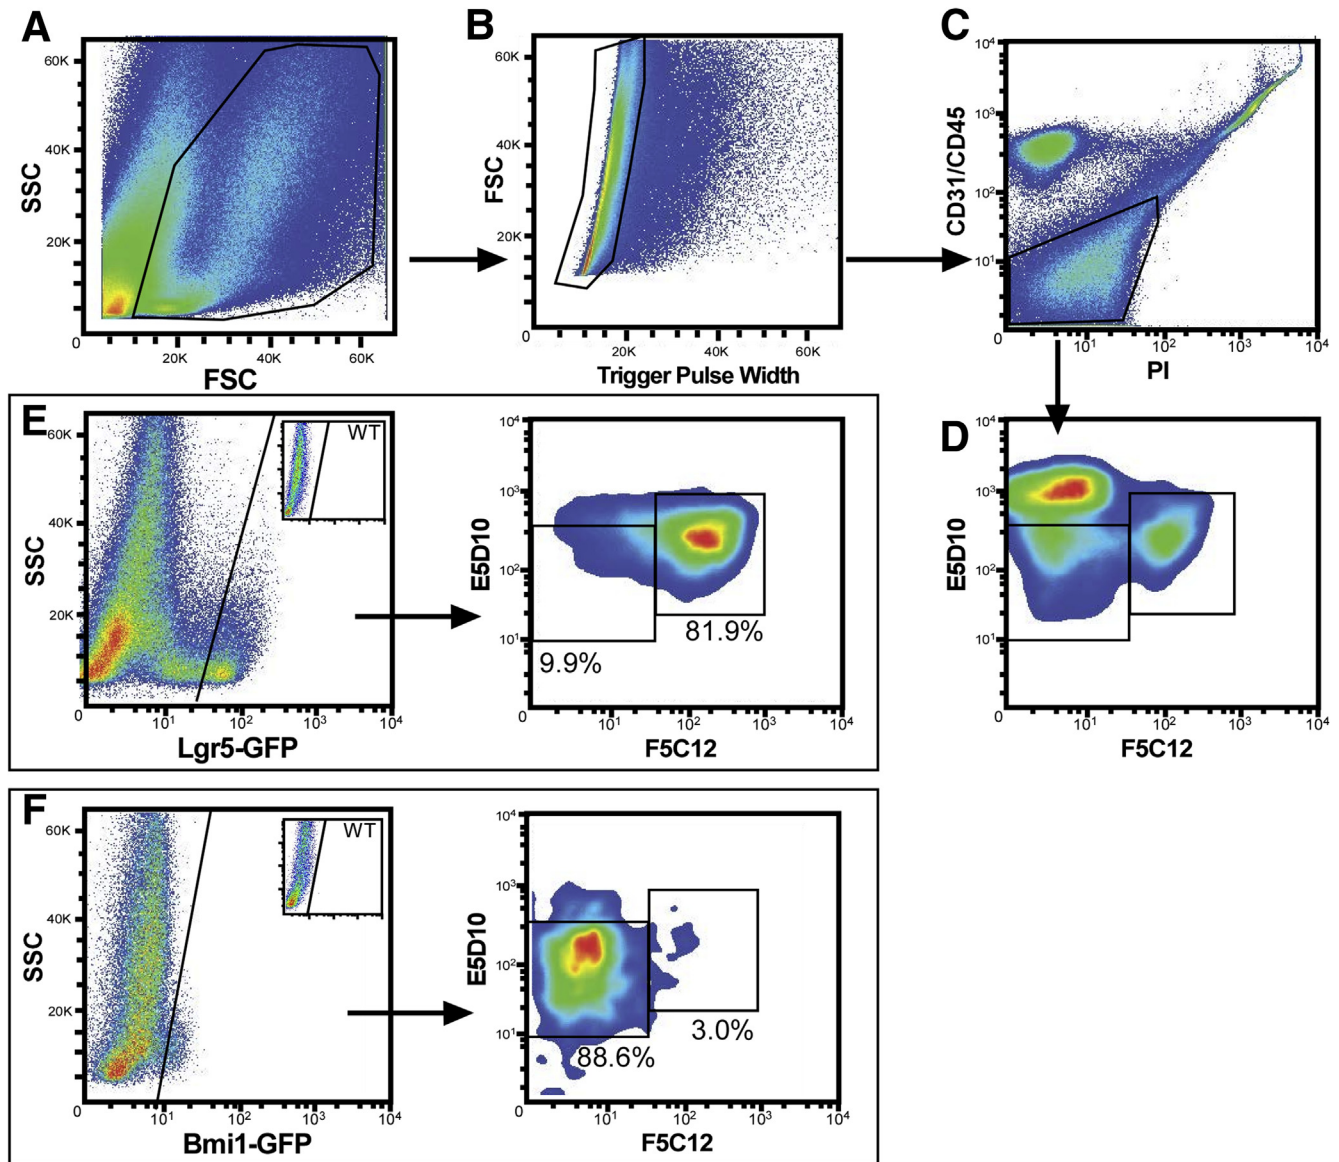 A
60K
40K
20K
0
SSC
20K
40K
60K
FSC
B
60K
40K
20K
0
FSC
20K
40K
60K
Trigger Pulse Width
C
10⁴
10³
10²
10¹
CD31/CD45
10¹
10²
10³
10⁴
PI
E
60K
40K
20K
0
SSC
WT
10¹
10²
10³
10⁴
Lgr5-GFP
10⁴
10³
10²
10¹
0
E5D10
81.9%
9.9%
10¹
10²
10³
10⁴
F5C12
D
10⁴
10³
10²
10¹
0
E5D10
10¹
10²
10³
10⁴
F5C12
F
60K
40K
20K
0
SSC
WT
10¹
10²
10³
10⁴
Bmi1-GFP
10⁴
10³
10²
10¹
0
E5D10
3.0%
88.6%
10¹
10²
10³
10⁴
F5C12